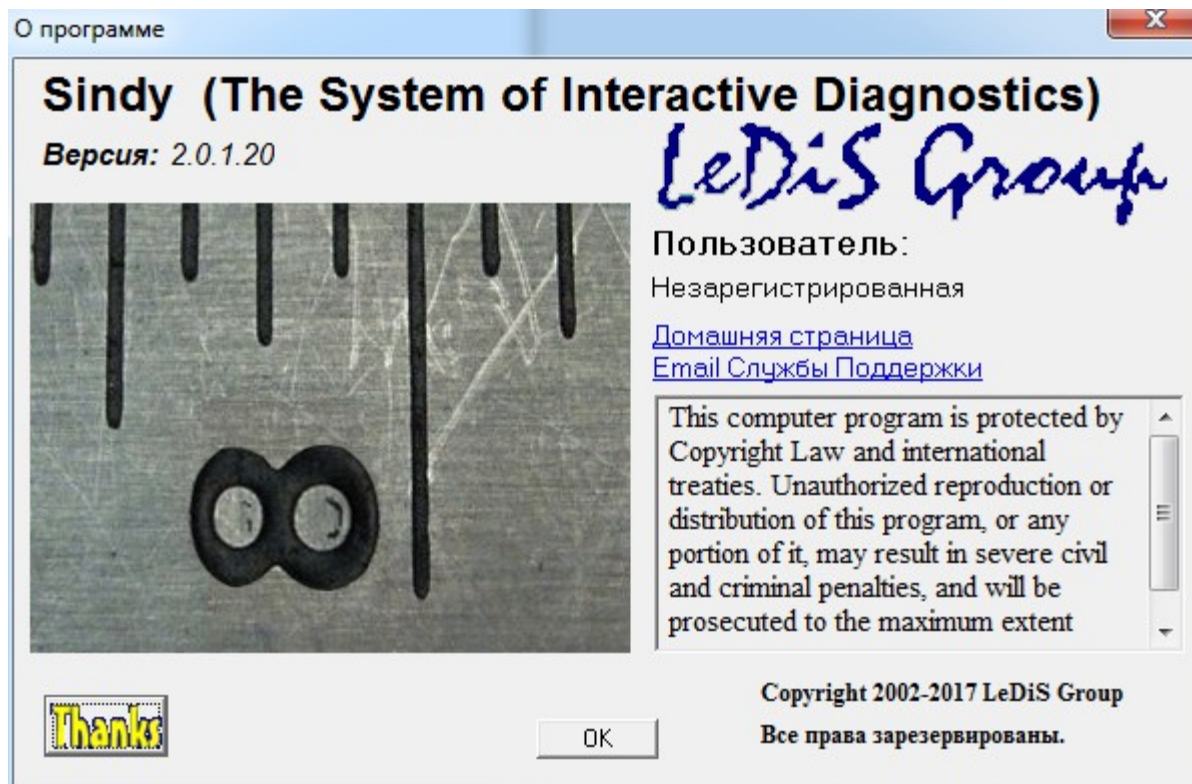 О программе
Sindy (The System of Interactive Diagnostics)
Версия: 2.0.1.20
LeDiS Group
8
Пользователь:
Незарегистрированная
Домашняя страница
Email Службы Поддержки
This computer program is protected by
Copyright Law and international
treaties. Unauthorized reproduction or
distribution of this program, or any
portion of it, may result in severe civil
and criminal penalties, and will be
prosecuted to the maximum extent
Thanks
OK
Copyright 2002-2017 LeDiS Group
Все права зарезервированы.